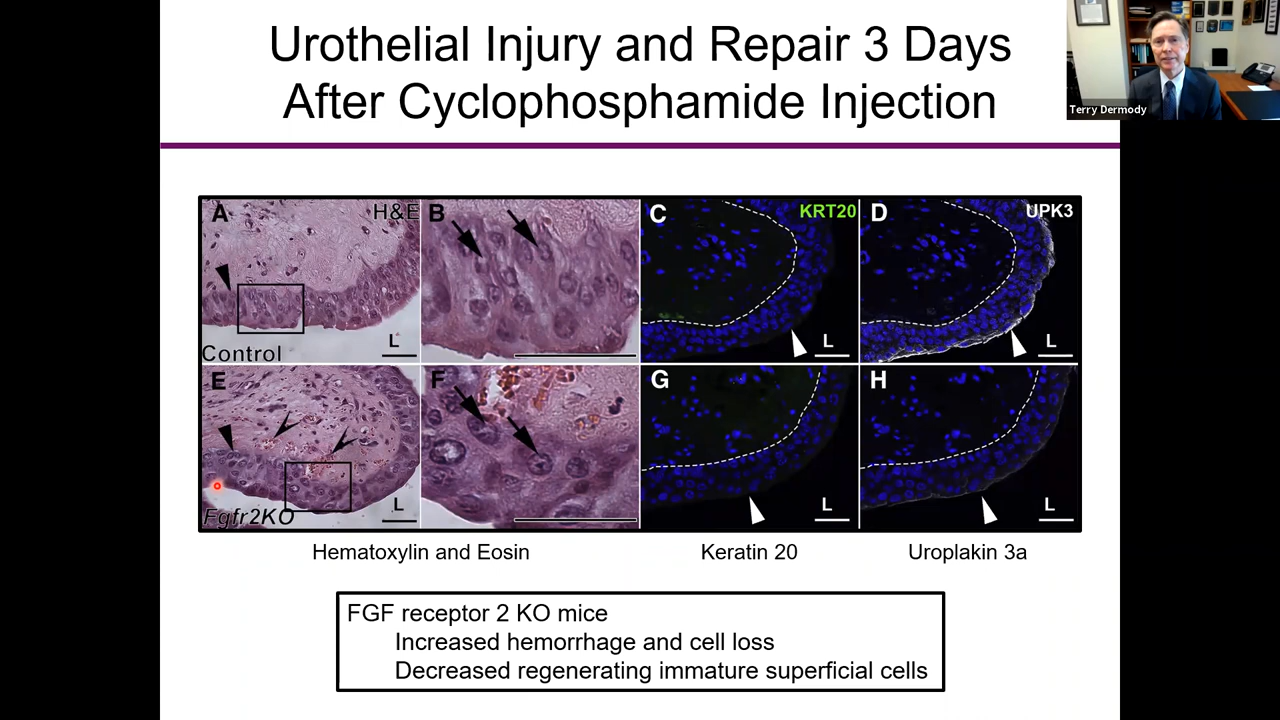 Urothelial Injury and Repair 3 Days
After Cyclophosphamide Injection
Terry Dermody
A
H&E
B
C
KRT20
D
UPK3
L
L
L
Control
E
F
G
H
L
L
L
Fgfr2KO
Hematoxylin and Eosin
Keratin 20
Uroplakin 3a
FGF receptor 2 KO mice
Increased hemorrhage and cell loss
Decreased regenerating immature superficial cells